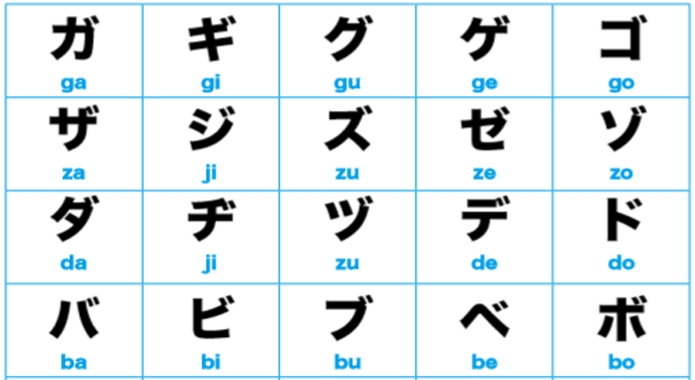 ガ ギ グ ゲ ゴ
ga gi gu ge go
ザ ジ ズ ゼ ゾ
za ji zu ze zo
ダ ヂ ヅ デ ド
da ji zu de do
バ ビ ブ ベ ボ
ba bi bu be bo